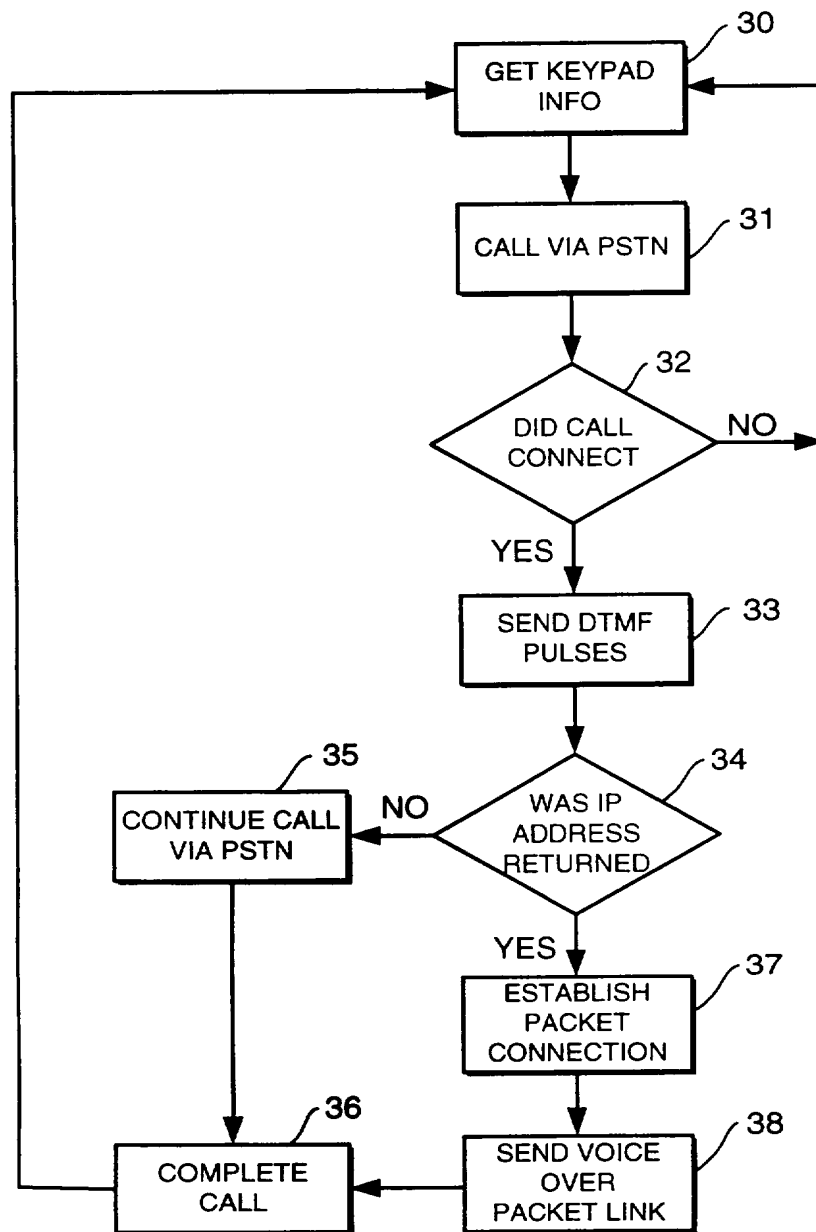 30
GET KEYPAD
INFO
31
CALL VIA PSTN
32
DID CALL
CONNECT
NO
YES
33
SEND DTMF
PULSES
34
WAS IP
ADDRESS
RETURNED
NO
35
CONTINUE CALL
VIA PSTN
YES
37
ESTABLISH
PACKET
CONNECTION
36
COMPLETE
CALL
38
SEND VOICE
OVER
PACKET LINK